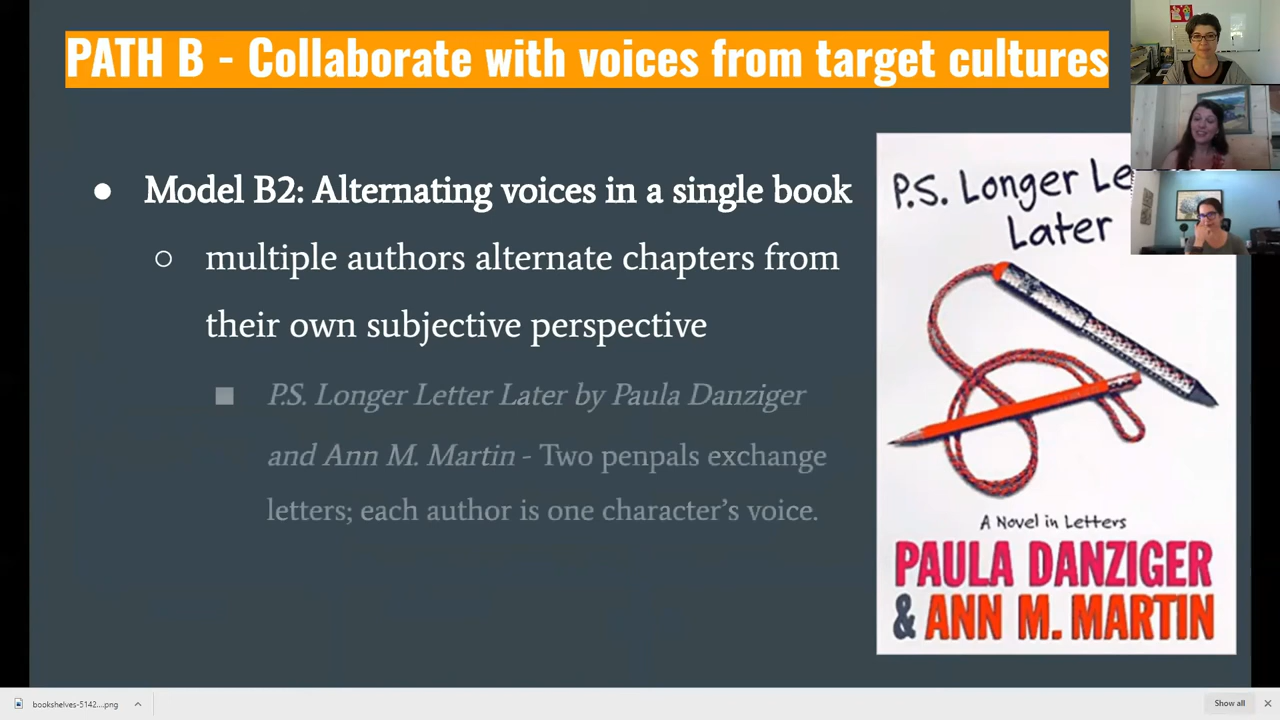 PATH B - Collaborate with voices from target cultures
● Model B2: Alternating voices in a single book
○ multiple authors alternate chapters from
their own subjective perspective
■ P.S. Longer Letter Later by Paula Danziger
and Ann M. Martin - Two penpals exchange
letters; each author is one character’s voice.
P.S. Longer Le
Later
A Novel in Letters
PAULA DANZIGER
& ANN M. MARTIN
bookshelves-5142....png
Show all